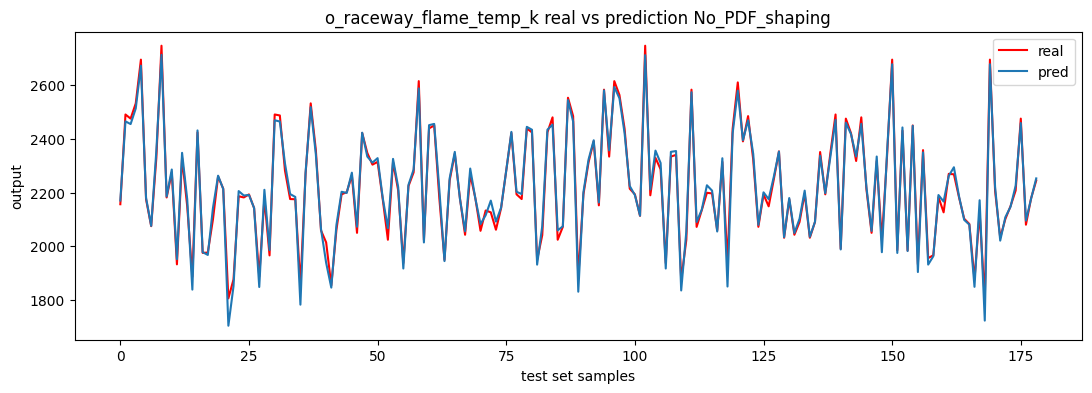 o_raceway_flame_temp_k real vs prediction No_PDF_shaping
real
pred
output
2600
2400
2200
2000
1800
0 25 50 75 100 125 150 175
test set samples